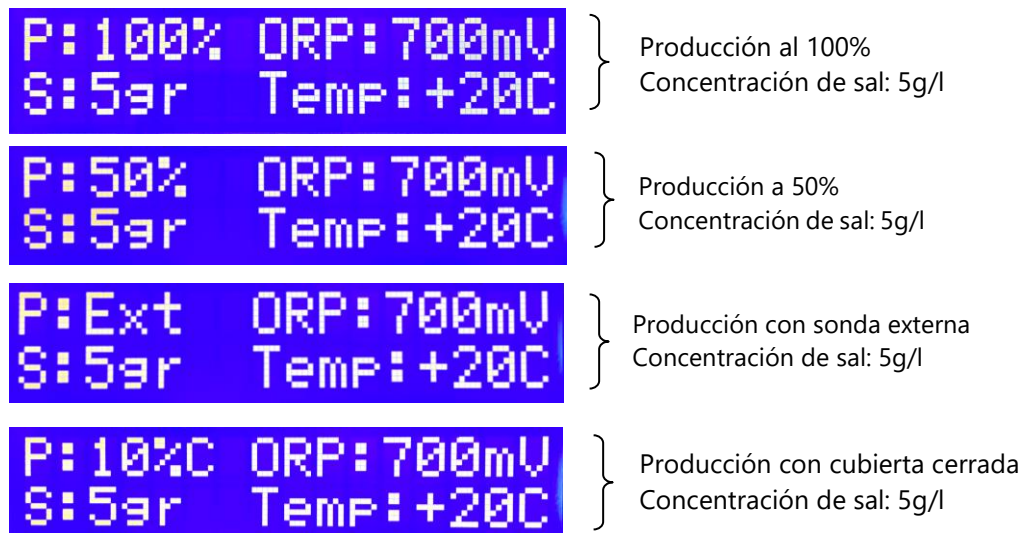 P:100% ORP:700mV
S:5gr Temp:+20C
Producción al 100%
Concentración de sal: 5g/l
P:50% ORP:700mV
S:5gr Temp:+20C
Producción a 50%
Concentración de sal: 5g/l
P:Ext ORP:700mV
S:5gr Temp:+20C
Producción con sonda externa
Concentración de sal: 5g/l
P:10%C ORP:700mV
S:5gr Temp:+20C
Producción con cubierta cerrada
Concentración de sal: 5g/l